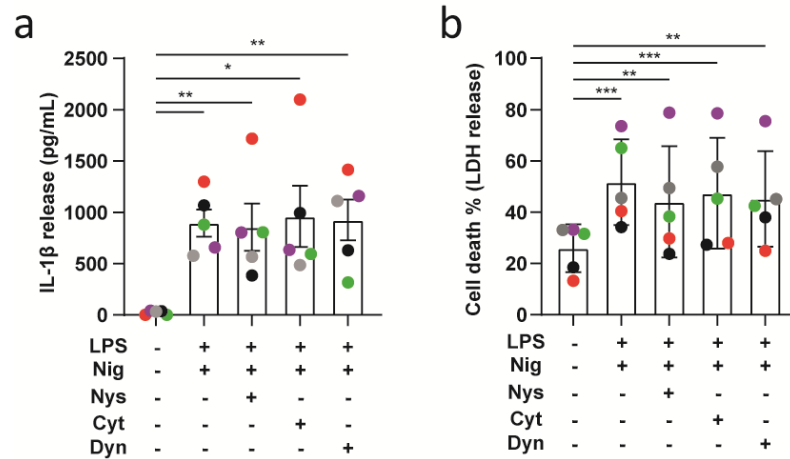 a
IL-1β release (pg/mL)
2500
2000
1500
1000
500
0
**
*
**
LPS - + + + +
Nig - + + + +
Nys - - + - -
Cyt - - - + -
Dyn - - - - +
b
Cell death % (LDH release)
100
80
60
40
20
0
**
***
**
***
LPS - + + + +
Nig - + + + +
Nys - - + - -
Cyt - - - + -
Dyn - - - - +